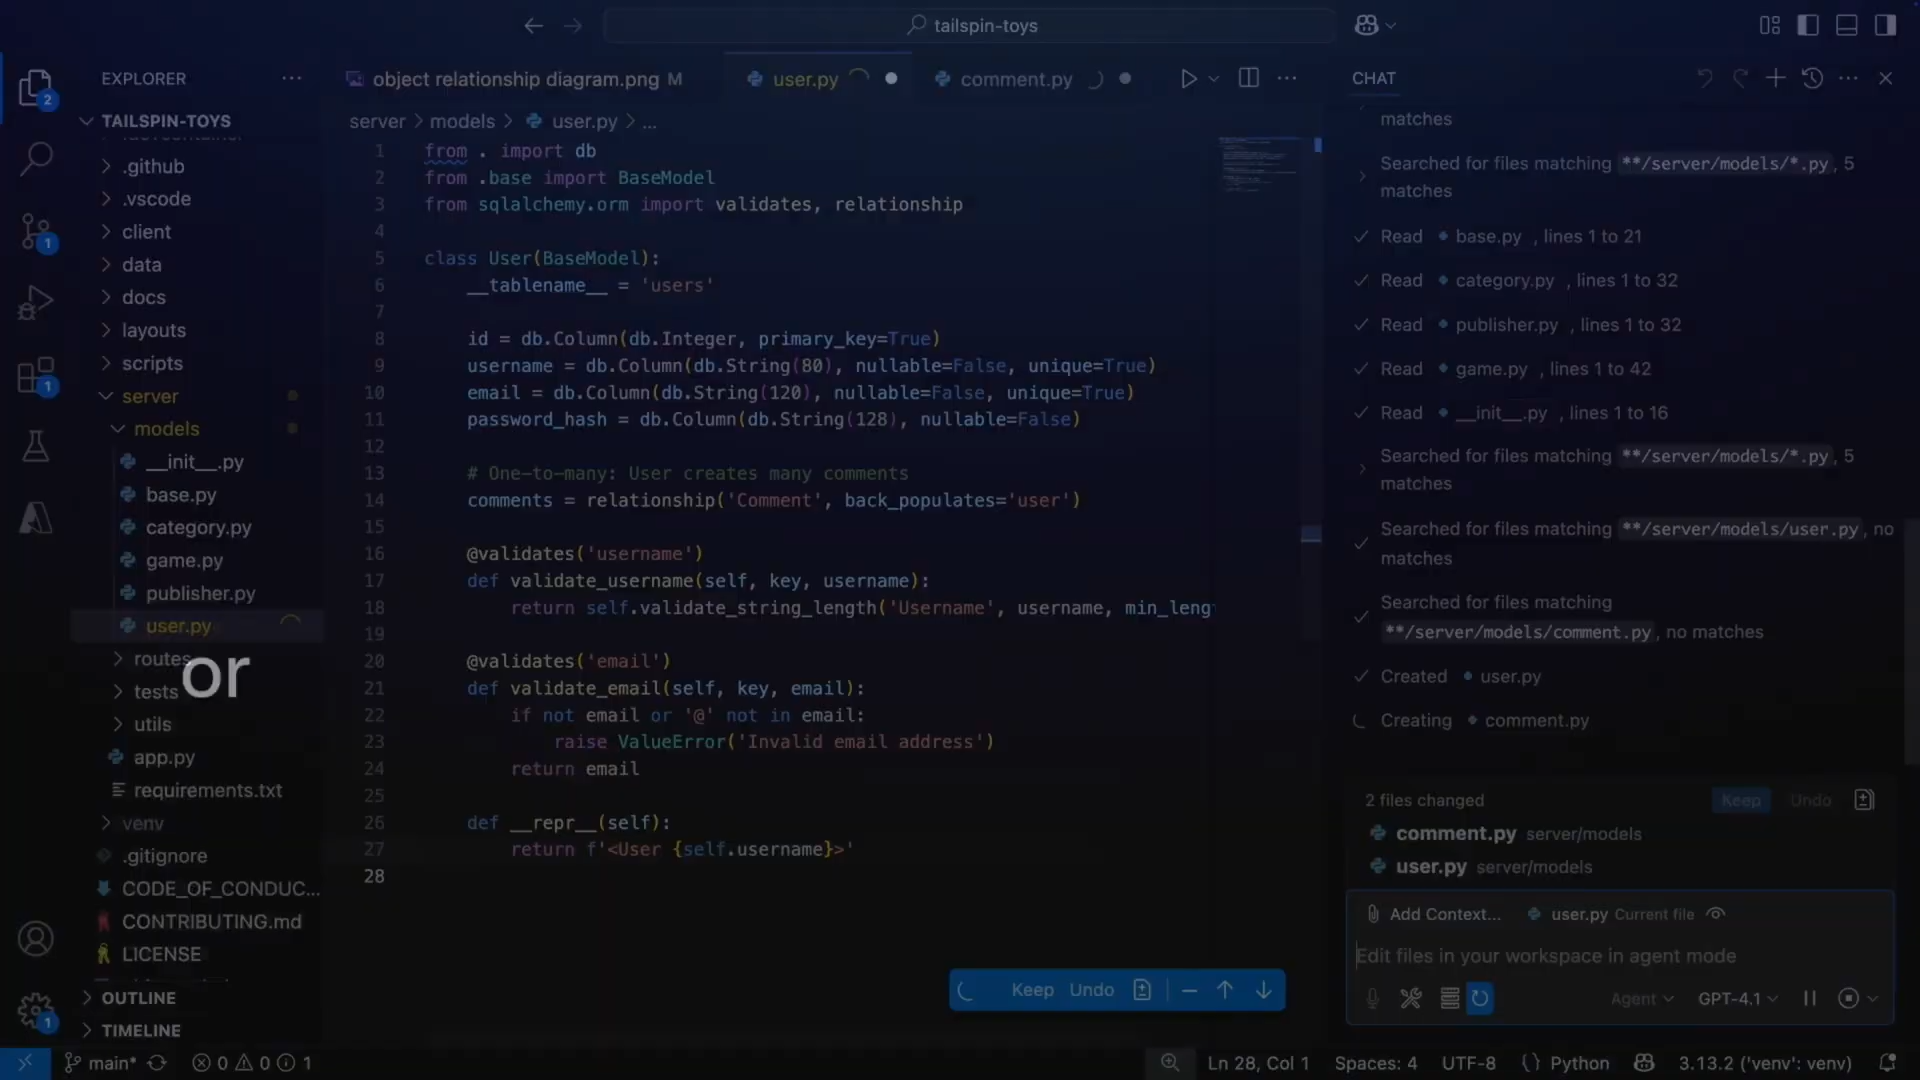 tailspin-toys
EXPLORER
TAILSPIN-TOYS
.github
.vscode
client
data
docs
layouts
scripts
server
models
__init__.py
base.py
category.py
game.py
publisher.py
user.py
routes
tests
utils
app.py
requirements.txt
venv
.gitignore
CODE_OF_CONDUC...
CONTRIBUTING.md
LICENSE
OUTLINE
TIMELINE
2
1
1
1
or
object relationship diagram.png M
user.py
comment.py
server > models > user.py > ...
1 from . import db
2 from .base import BaseModel
3 from sqlalchemy.orm import validates, relationship
4
5 class User(BaseModel):
6 __tablename__ = 'users'
7
8 id = db.Column(db.Integer, primary_key=True)
9 username = db.Column(db.String(80), nullable=False, unique=True)
10 email = db.Column(db.String(120), nullable=False, unique=True)
11 password_hash = db.Column(db.String(128), nullable=False)
12
13 # One-to-many: User creates many comments
14 comments = relationship('Comment', back_populates='user')
15
16 @validates('username')
17 def validate_username(self, key, username):
18 return self.validate_string_length('Username', username, min_leng
19
20 @validates('email')
21 def validate_email(self, key, email):
22 if not email or '@' not in email:
23 raise ValueError('Invalid email address')
24 return email
25
26 def __repr__(self):
27 return f'<User {self.username}>'
28
Keep Undo
CHAT
matches
Searched for files matching **/server/models/*.py, 5
matches
Read base.py , lines 1 to 21
Read category.py , lines 1 to 32
Read publisher.py , lines 1 to 32
Read game.py , lines 1 to 42
Read __init__.py , lines 1 to 16
Searched for files matching **/server/models/*.py, 5
matches
Searched for files matching **/server/models/user.py, no
matches
Searched for files matching
**/server/models/comment.py, no matches
Created user.py
Creating comment.py
2 files changed
Keep Undo
comment.py server/models
user.py server/models
Add Context... user.py Current file
Edit files in your workspace in agent mode
Agent GPT-4.1
main* 0 0 1
Ln 28, Col 1 Spaces: 4 UTF-8 {} Python 3.13.2 ('venv': venv)